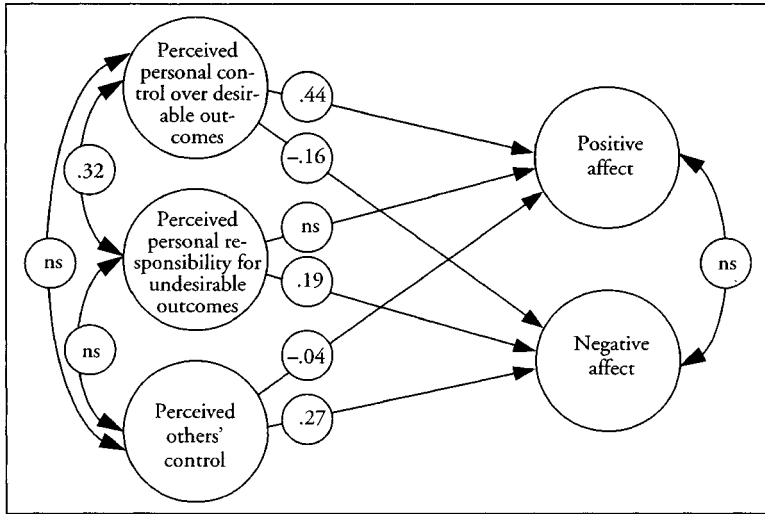 Perceived
personal con-
trol over desir-
able out-
comes
.44
-.16
.32
Positive
affect
Perceived
personal re-
sponsibility for
undesirable
outcomes
ns
.19
ns
ns
ns
-.04
Negative
affect
Perceived
others'
control
.27